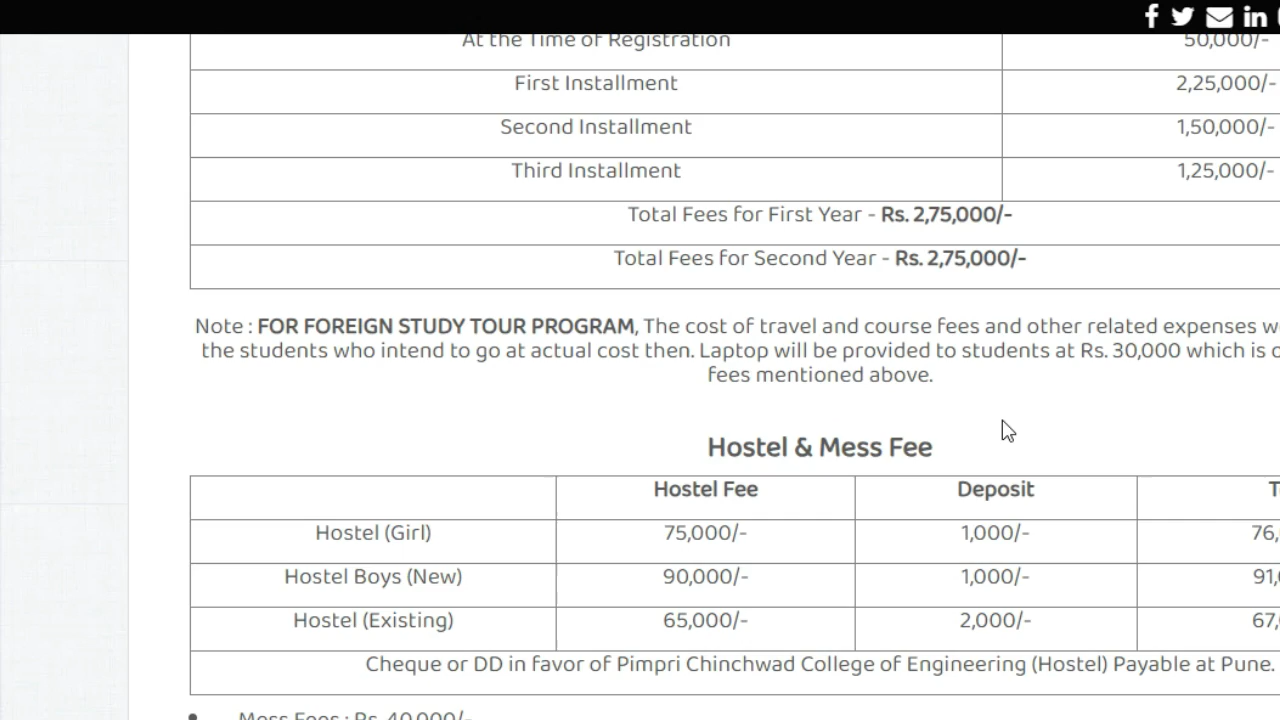 At the Time of Registration 50,000/-
First Installment 2,25,000/-
Second Installment 1,50,000/-
Third Installment 1,25,000/-
Total Fees for First Year - Rs. 2,75,000/-
Total Fees for Second Year - Rs. 2,75,000/-
Note : FOR FOREIGN STUDY TOUR PROGRAM, The cost of travel and course fees and other related expenses
the students who intend to go at actual cost then. Laptop will be provided to students at Rs. 30,000 which is
fees mentioned above.
Hostel & Mess Fee
Hostel Fee Deposit
Hostel (Girl) 75,000/- 1,000/- 76,
Hostel Boys (New) 90,000/- 1,000/- 91,
Hostel (Existing) 65,000/- 2,000/- 67,
Cheque or DD in favor of Pimpri Chinchwad College of Engineering (Hostel) Payable at Pune.
Mess Fees : Rs. 40,000/-